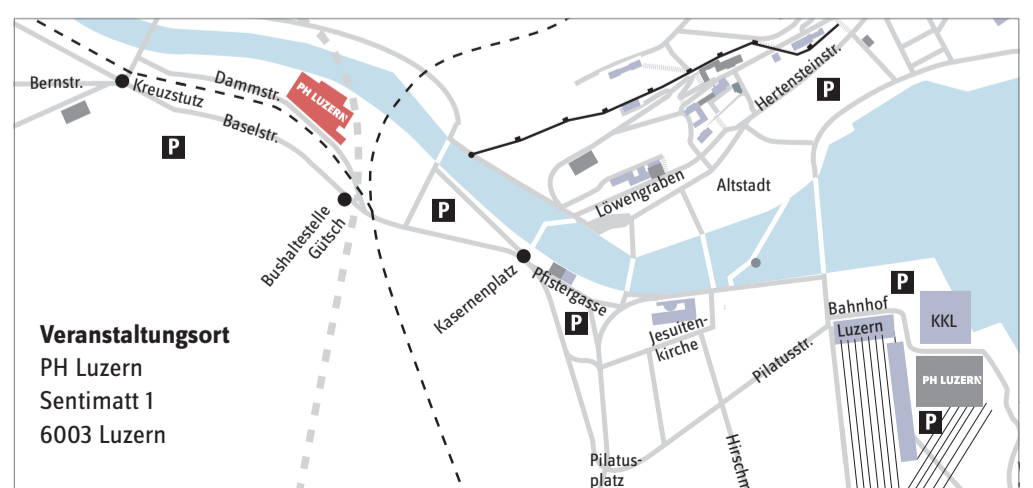 Bernstr.
Kreuzstutz
Dammstr.
PH LUZERN
Baselstr.
P
Bushaltestelle
Gütsch
P
Kasernenplatz
Pfistergasse
P
Löwengraben
Altstadt
Hertensteinstr.
P
Jesuiten-
kirche
Pilatusstr.
Pilatus-
platz
Hirschm
Bahnhof
Luzern
P
KKL
PH LUZERN
P
Veranstaltungsort
PH Luzern
Sentimatt 1
6003 Luzern